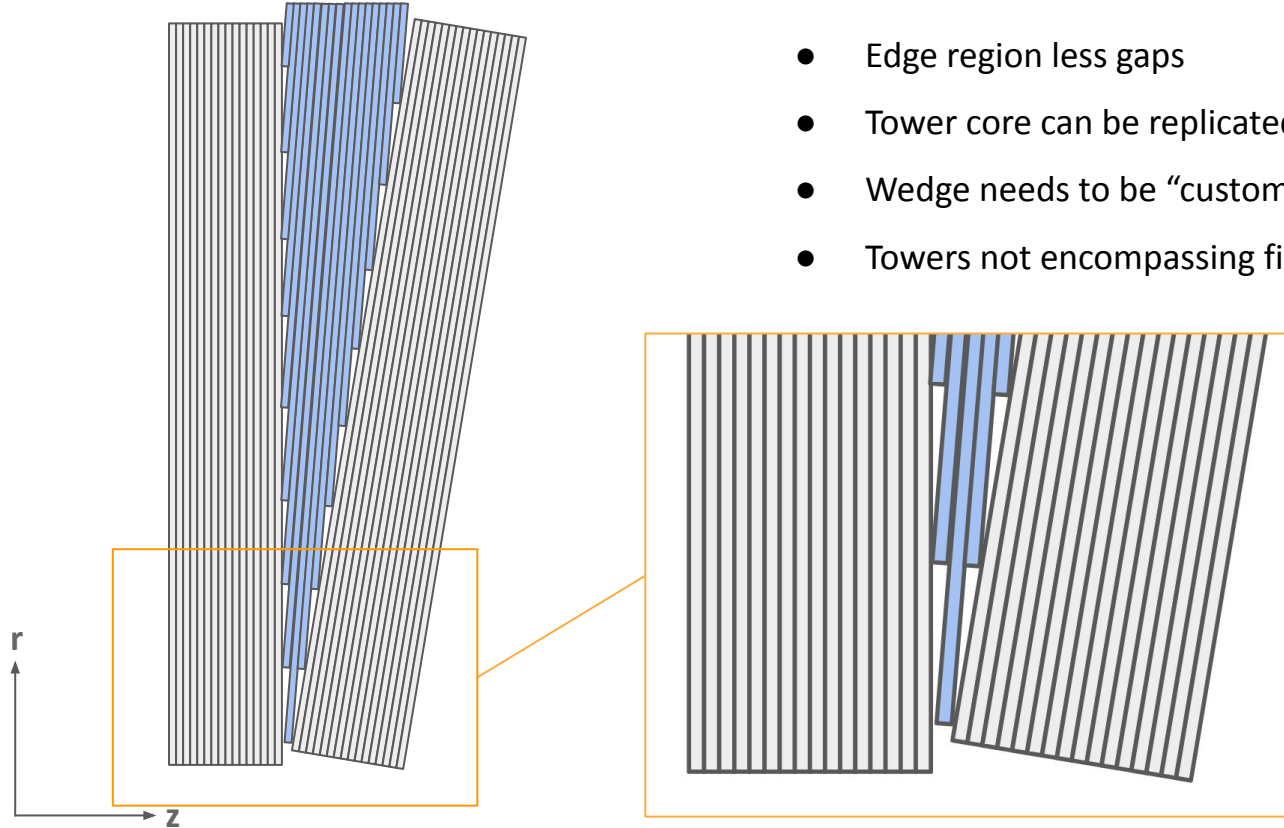 ● Edge region less gaps
● Tower core can be replicated
● Wedge needs to be “custom
● Towers not encompassing fi
r
z